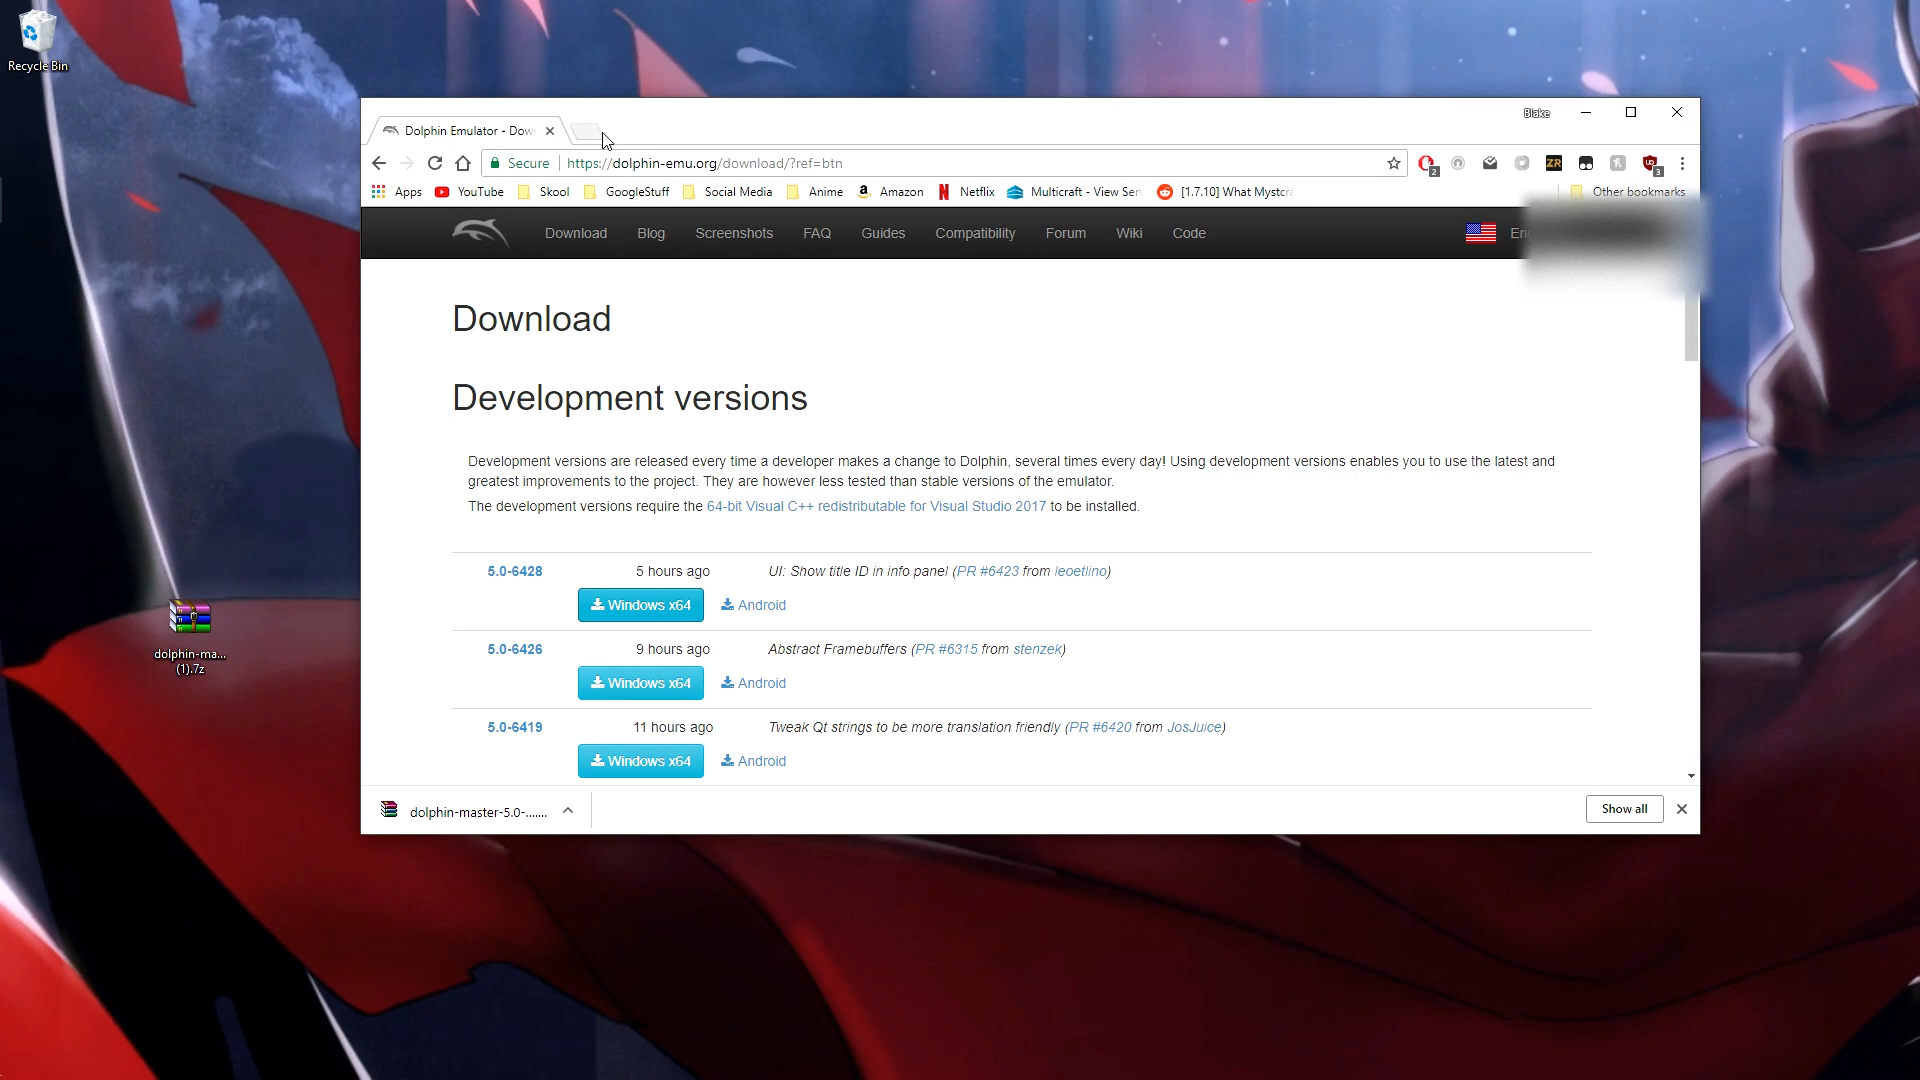 Recycle Bin
Blake
Dolphin Emulator - Dow
Secure https://dolphin-emu.org/download/?ref=btn
2
ZR
3
Apps YouTube Skool GoogleStuff Social Media Anime Amazon Netflix Multicraft - View Ser [1.7.10] What Mystcr Other bookmarks
Download Blog Screenshots FAQ Guides Compatibility Forum Wiki Code En
Download
Development versions
Development versions are released every time a developer makes a change to Dolphin, several times every day! Using development versions enables you to use the latest and
greatest improvements to the project. They are however less tested than stable versions of the emulator.
The development versions require the 64-bit Visual C++ redistributable for Visual Studio 2017 to be installed.
5.0-6428 5 hours ago UI: Show title ID in info panel (PR #6423 from leoetlino)
Windows x64 Android
5.0-6426 9 hours ago Abstract Framebuffers (PR #6315 from stenzek)
Windows x64 Android
5.0-6419 11 hours ago Tweak Qt strings to be more translation friendly (PR #6420 from JosJuice)
Windows x64 Android
dolphin-ma...
(1).7z
dolphin-master-5.0-.......
Show all